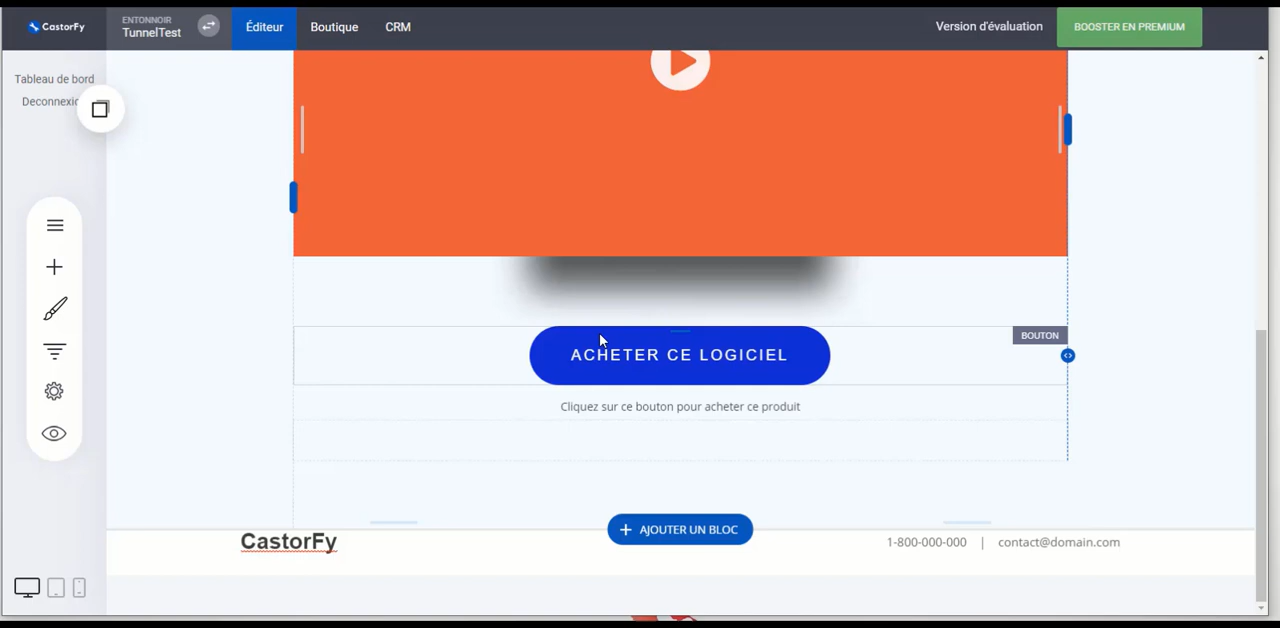 CastorFy
ENTONNOIR
TunnelTest
Éditeur
Boutique
CRM
Version d'évaluation
BOOSTER EN PREMIUM
Tableau de bord
Deconnexio
BOUTON
ACHETER CE LOGICIEL
Cliquez sur ce bouton pour acheter ce produit
+ AJOUTER UN BLOC
CastorFy
1-800-000-000 | contact@domain.com